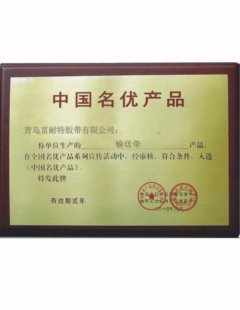 中国名优产品
青岛富耐特胶带有限公司：
你单位生产的 输送带 产品，
在全国名优产品系列宣传活动中，经审核，符合条件，入选
《中国名优产品》。
特发此牌
有效期贰年